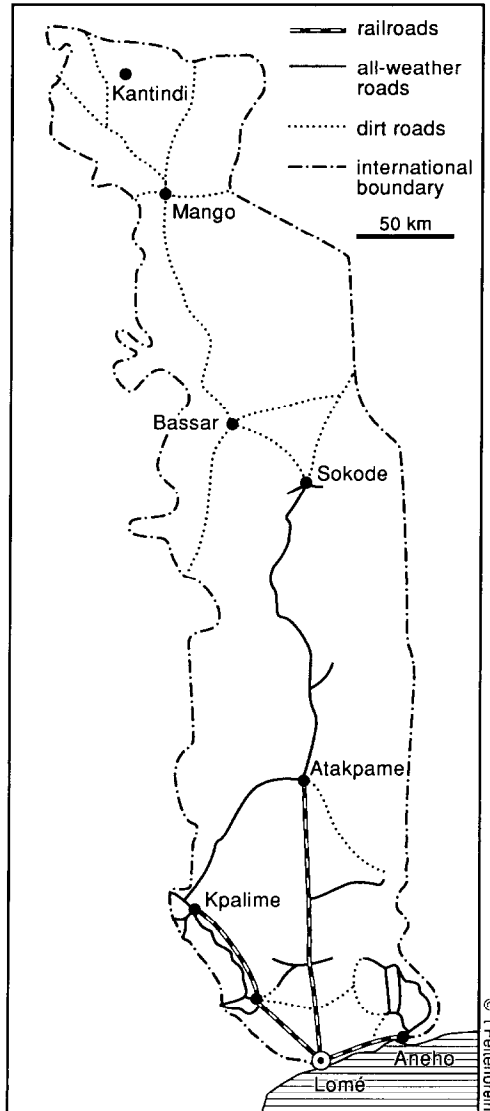 railroads
all-weather
roads
dirt roads
international
boundary
50 km
Kantindi
Mango
Bassar
Sokode
Atakpame
Kpalime
Aneho
Lomé